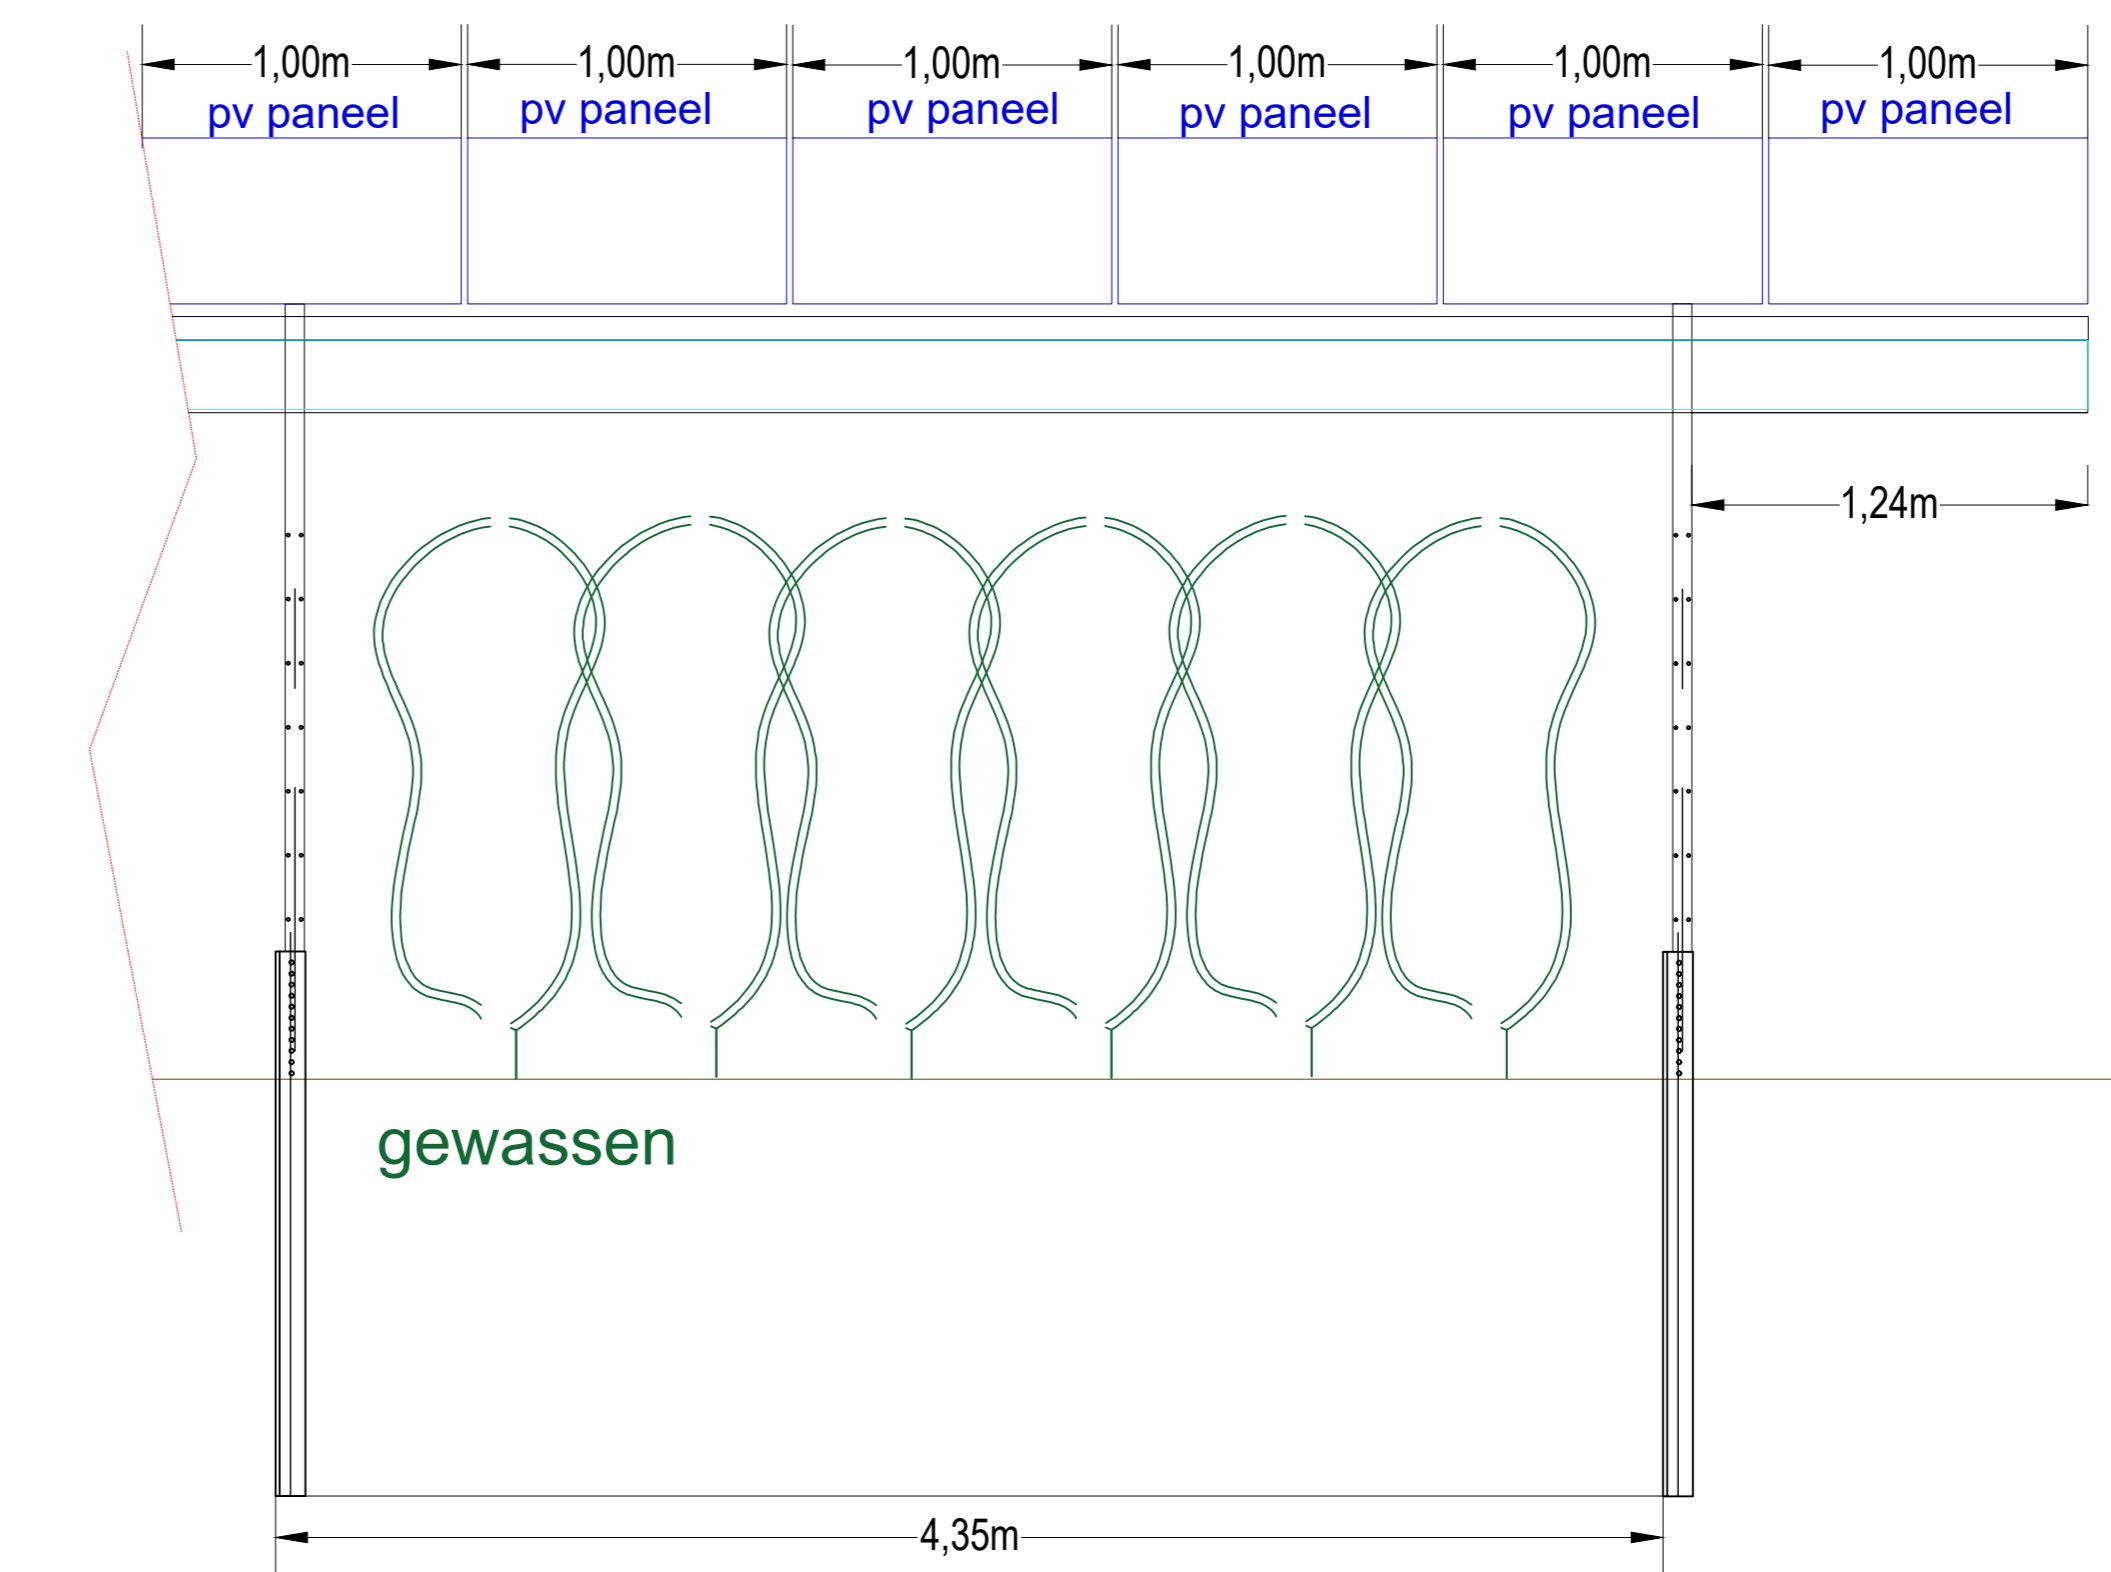 1,00m 1,00m 1,00m 1,00m 1,00m 1,00m
pv paneel pv paneel pv paneel pv paneel pv paneel pv paneel
1,24m
gewassen
4,35m